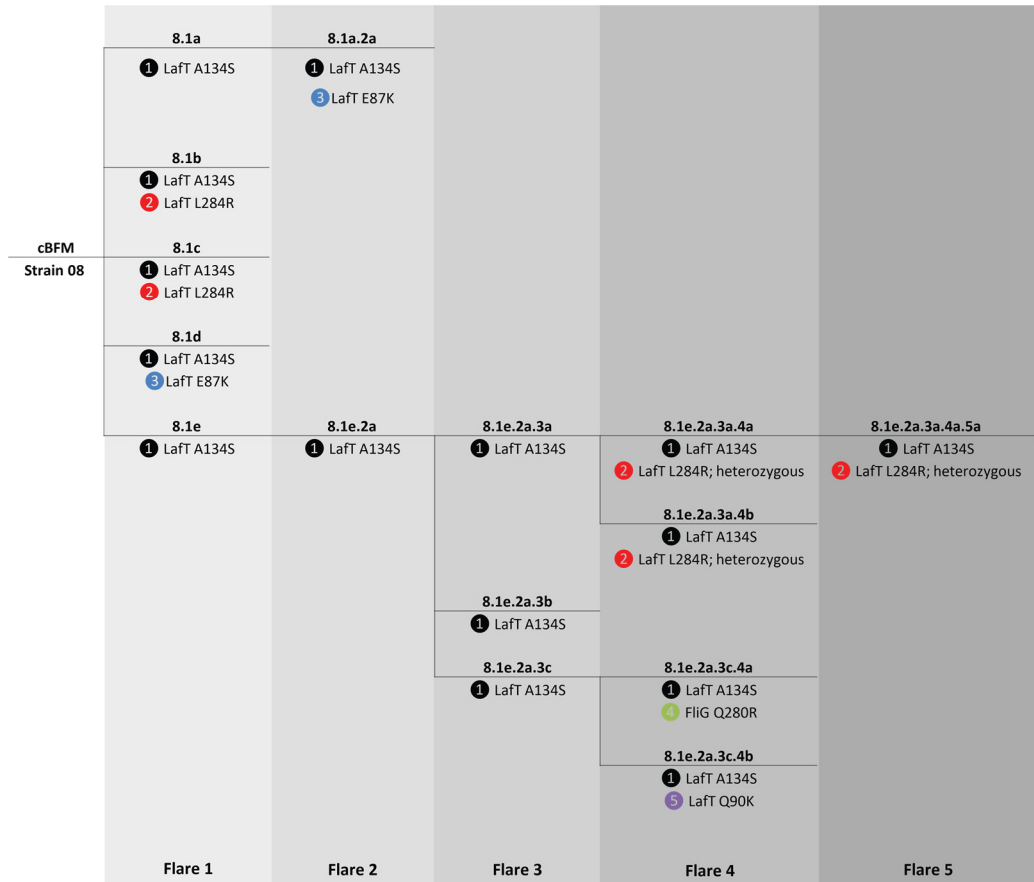 8.1a
1 LafT A134S
8.1a.2a
1 LafT A134S
3 LafT E87K
8.1b
1 LafT A134S
2 LafT L284R
cBFM
Strain 08
8.1c
1 LafT A134S
2 LafT L284R
8.1d
1 LafT A134S
3 LafT E87K
8.1e
1 LafT A134S
8.1e.2a
1 LafT A134S
8.1e.2a.3a
1 LafT A134S
8.1e.2a.3a.4a
1 LafT A134S
2 LafT L284R; heterozygous
8.1e.2a.3a.4a.5a
1 LafT A134S
2 LafT L284R; heterozygous
8.1e.2a.3a.4b
1 LafT A134S
2 LafT L284R; heterozygous
8.1e.2a.3b
1 LafT A134S
8.1e.2a.3c
1 LafT A134S
8.1e.2a.3c.4a
1 LafT A134S
4 FliG Q280R
8.1e.2a.3c.4b
1 LafT A134S
5 LafT Q90K
Flare 1
Flare 2
Flare 3
Flare 4
Flare 5